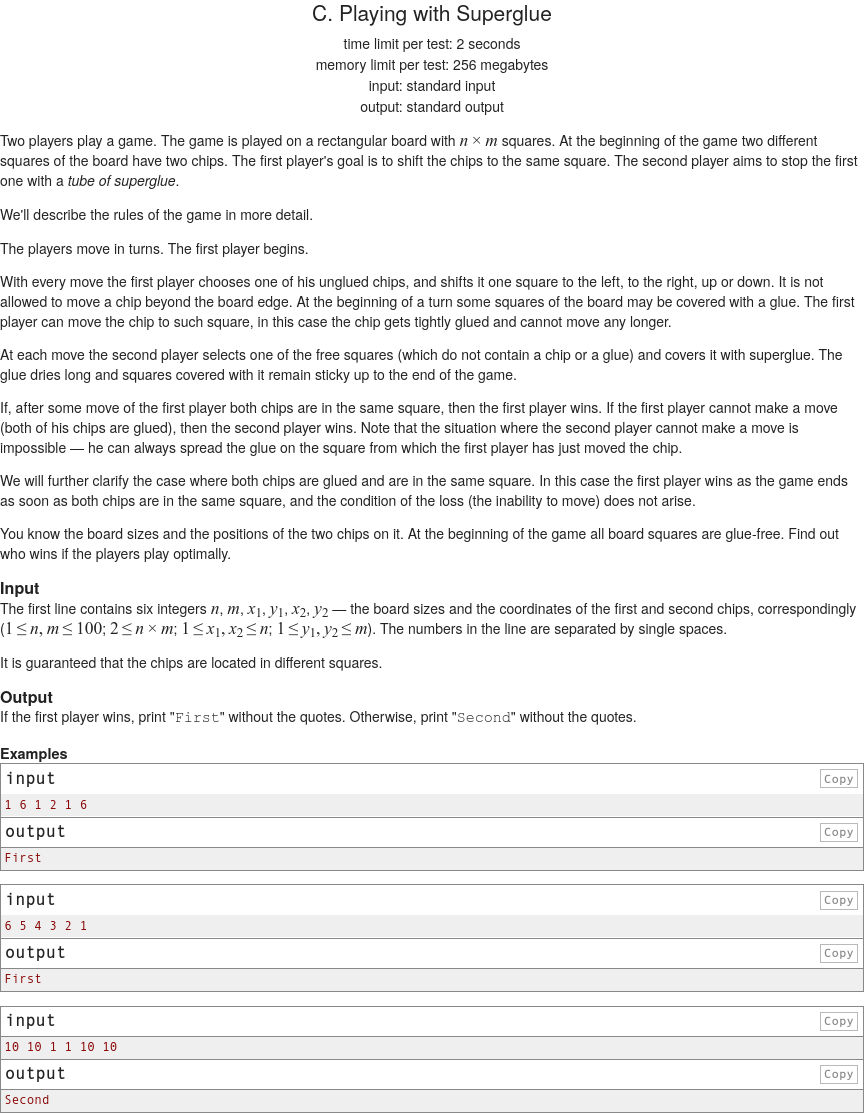 C. Playing with Superglue
time limit per test: 2 seconds
memory limit per test: 256 megabytes
input: standard input
output: standard output
Two players play a game. The game is played on a rectangular board with n × m squares. At the beginning of the game two different
squares of the board have two chips. The first player's goal is to shift the chips to the same square. The second player aims to stop the first
one with a tube of superglue.
We'll describe the rules of the game in more detail.
The players move in turns. The first player begins.
With every move the first player chooses one of his unglued chips, and shifts it one square to the left, to the right, up or down. It is not
allowed to move a chip beyond the board edge. At the beginning of a turn some squares of the board may be covered with a glue. The first
player can move the chip to such square, in this case the chip gets tightly glued and cannot move any longer.
At each move the second player selects one of the free squares (which do not contain a chip or a glue) and covers it with superglue. The
glue dries long and squares covered with it remain sticky up to the end of the game.
If, after some move of the first player both chips are in the same square, then the first player wins. If the first player cannot make a move
(both of his chips are glued), then the second player wins. Note that the situation where the second player cannot make a move is
impossible — he can always spread the glue on the square from which the first player has just moved the chip.
We will further clarify the case where both chips are glued and are in the same square. In this case the first player wins as the game ends
as soon as both chips are in the same square, and the condition of the loss (the inability to move) does not arise.
You know the board sizes and the positions of the two chips on it. At the beginning of the game all board squares are glue-free. Find out
who wins if the players play optimally.
Input
The first line contains six integers n, m, x1, y1, x2, y2 — the board sizes and the coordinates of the first and second chips, correspondingly
(1 ≤ n, m ≤ 100; 2 ≤ n × m; 1 ≤ x1, x2 ≤ n; 1 ≤ y1, y2 ≤ m). The numbers in the line are separated by single spaces.
It is guaranteed that the chips are located in different squares.
Output
If the first player wins, print "First" without the quotes. Otherwise, print "Second" without the quotes.
Examples
input Copy
1 6 1 2 1 6
output Copy
First
input Copy
6 5 4 3 2 1
output Copy
First
input Copy
10 10 1 1 10 10
output Copy
Second